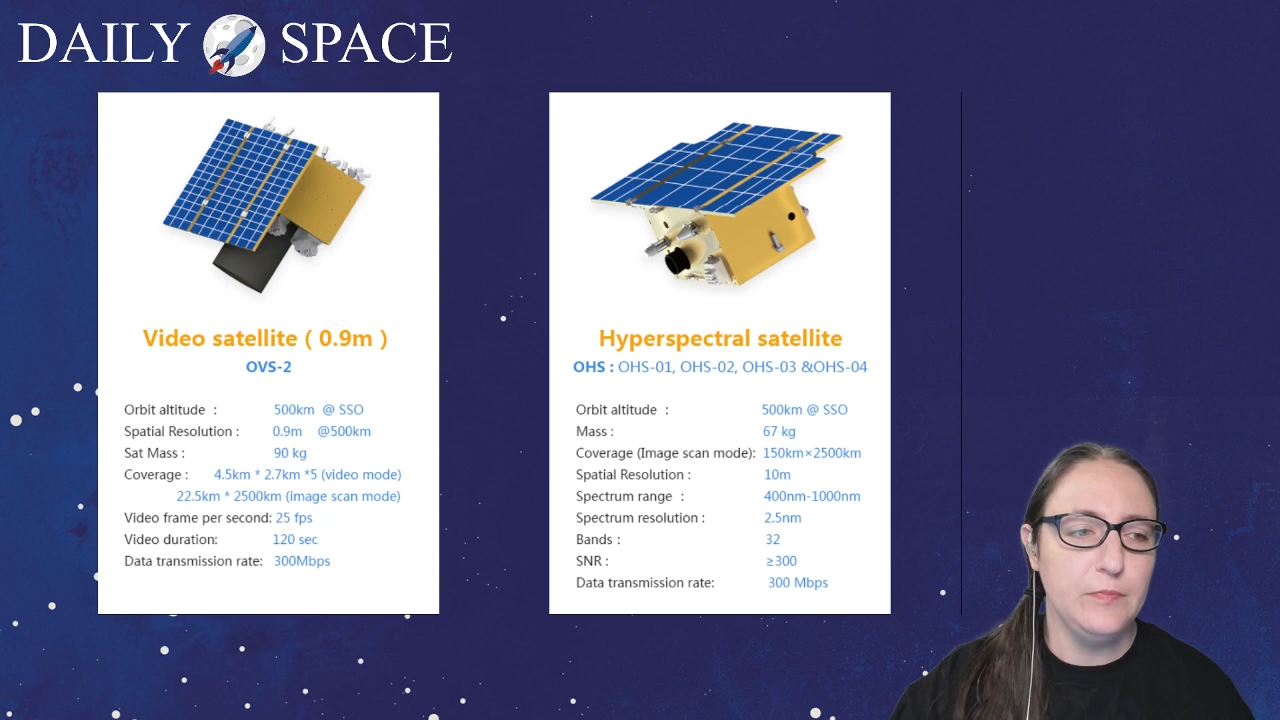 DAILY SPACE
Video satellite ( 0.9m )
OVS-2
Orbit altitude : 500km @ SSO
Spatial Resolution : 0.9m @500km
Sat Mass : 90 kg
Coverage : 4.5km * 2.7km *5 (video mode)
22.5km * 2500km (image scan mode)
Video frame per second: 25 fps
Video duration: 120 sec
Data transmission rate: 300Mbps
Hyperspectral satellite
OHS : OHS-01, OHS-02, OHS-03 &OHS-04
Orbit altitude : 500km @ SSO
Mass : 67 kg
Coverage (Image scan mode): 150km×2500km
Spatial Resolution : 10m
Spectrum range : 400nm-1000nm
Spectrum resolution : 2.5nm
Bands : 32
SNR : ≥300
Data transmission rate: 300 Mbps